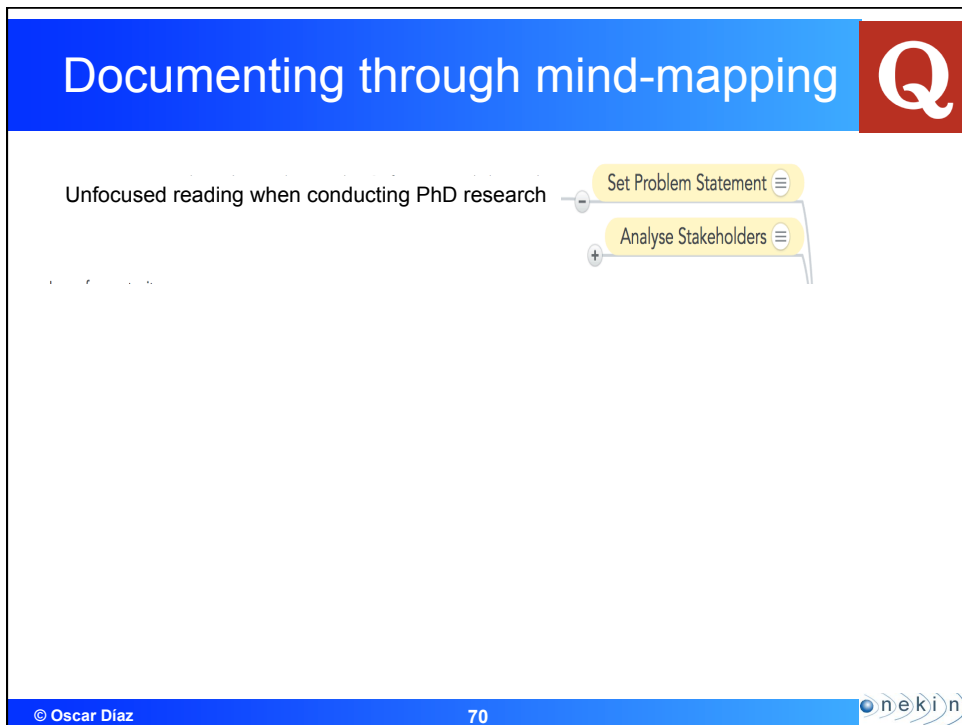 Documenting through mind-mapping
Q
Unfocused reading when conducting PhD research
Set Problem Statement
Analyse Stakeholders
© Oscar Díaz
70
onekin